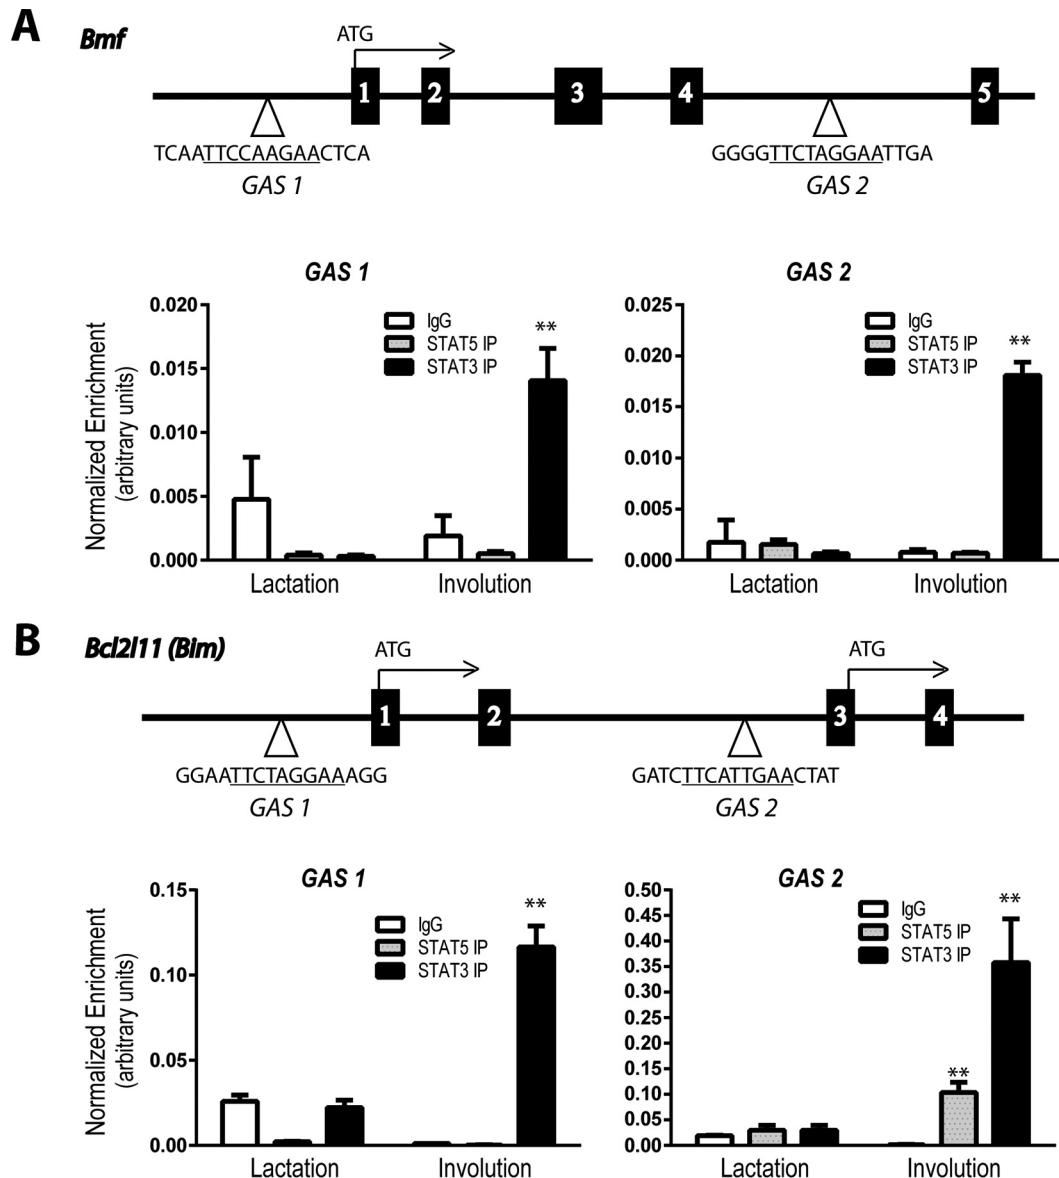 A
Bmf
ATG
1 2 3 4 5
TCAATTCCAAGAACTCA GGGGTTCTAGGAATTGA
GAS 1 GAS 2
GAS 1
Normalized Enrichment
(arbitrary units)
0.020
0.015
0.010
0.005
0.000
IgG
STAT5 IP
STAT3 IP
**
Lactation Involution
GAS 2
0.025
0.020
0.015
0.010
0.005
0.000
IgG
STAT5 IP
STAT3 IP
**
Lactation Involution
B
Bcl2l11 (Bim)
ATG ATG
1 2 3 4
GGAATTCTAGGAAAGG GATCTTCATTGAACTAT
GAS 1 GAS 2
GAS 1
Normalized Enrichment
(arbitrary units)
0.15
0.10
0.05
0.00
IgG
STAT5 IP
STAT3 IP
**
Lactation Involution
GAS 2
0.50
0.45
0.40
0.35
0.30
0.25
0.20
0.15
0.10
0.05
0.00
IgG
STAT5 IP
STAT3 IP
**
**
Lactation Involution